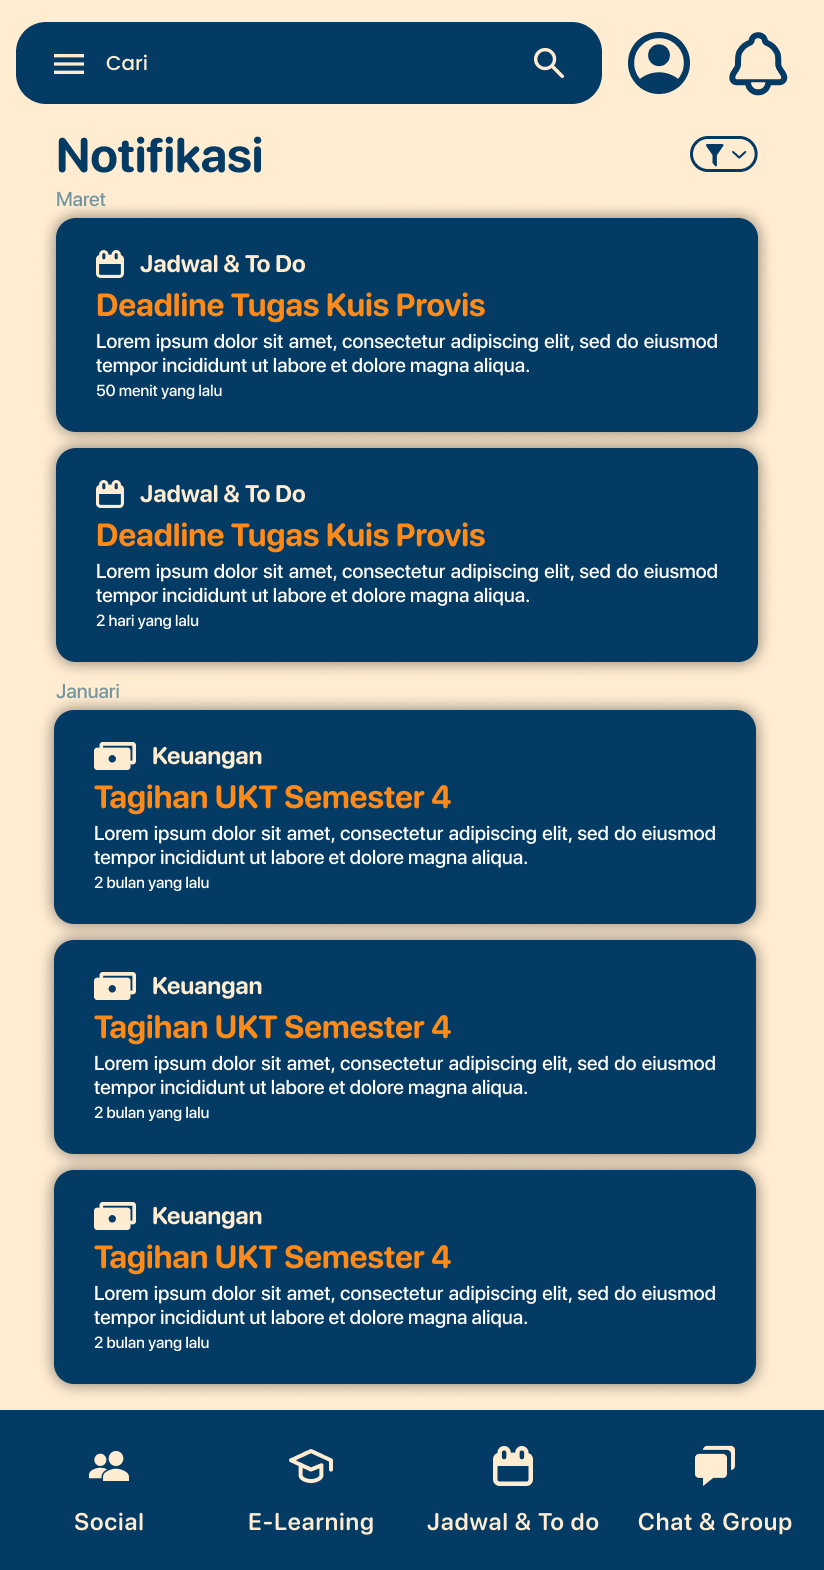 Cari
Notifikasi
Maret
Jadwal & To Do
Deadline Tugas Kuis Provis
Lorem ipsum dolor sit amet, consectetur adipiscing elit, sed do eiusmod
tempor incididunt ut labore et dolore magna aliqua.
50 menit yang lalu
Jadwal & To Do
Deadline Tugas Kuis Provis
Lorem ipsum dolor sit amet, consectetur adipiscing elit, sed do eiusmod
tempor incididunt ut labore et dolore magna aliqua.
2 hari yang lalu
Januari
Keuangan
Tagihan UKT Semester 4
Lorem ipsum dolor sit amet, consectetur adipiscing elit, sed do eiusmod
tempor incididunt ut labore et dolore magna aliqua.
2 bulan yang lalu
Keuangan
Tagihan UKT Semester 4
Lorem ipsum dolor sit amet, consectetur adipiscing elit, sed do eiusmod
tempor incididunt ut labore et dolore magna aliqua.
2 bulan yang lalu
Keuangan
Tagihan UKT Semester 4
Lorem ipsum dolor sit amet, consectetur adipiscing elit, sed do eiusmod
tempor incididunt ut labore et dolore magna aliqua.
2 bulan yang lalu
Social
E-Learning
Jadwal & To do
Chat & Group